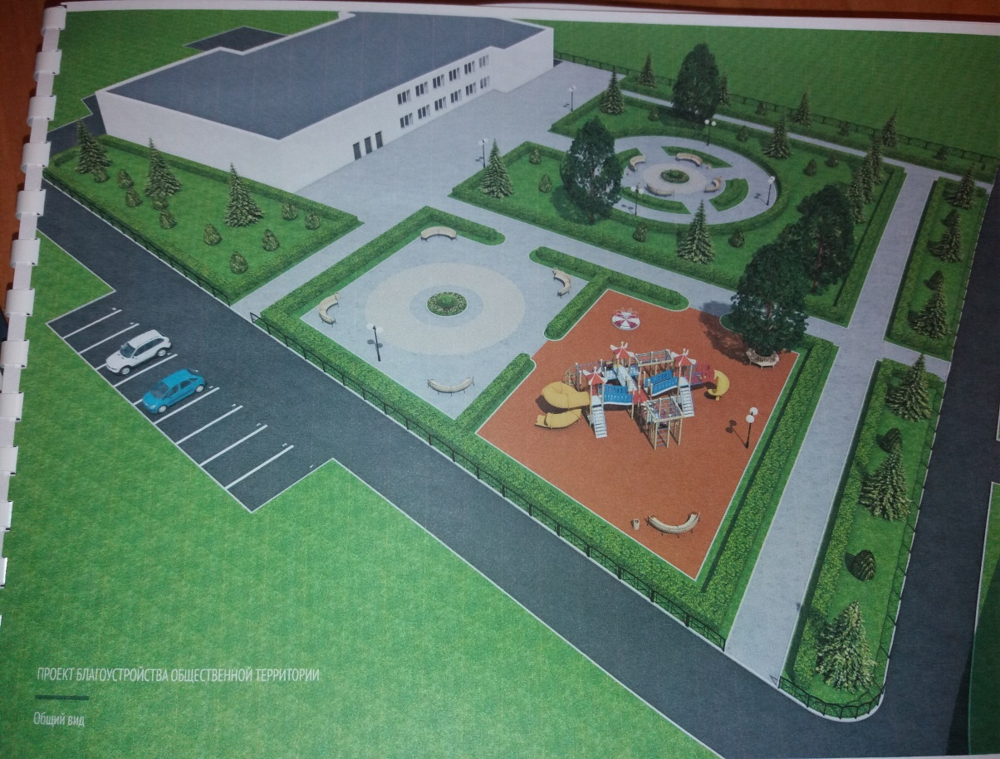 ПРОЕКТ БЛАГОУСТРОЙСТВА ОБЩЕСТВЕННОЙ ТЕРРИТОРИИ
Общий вид